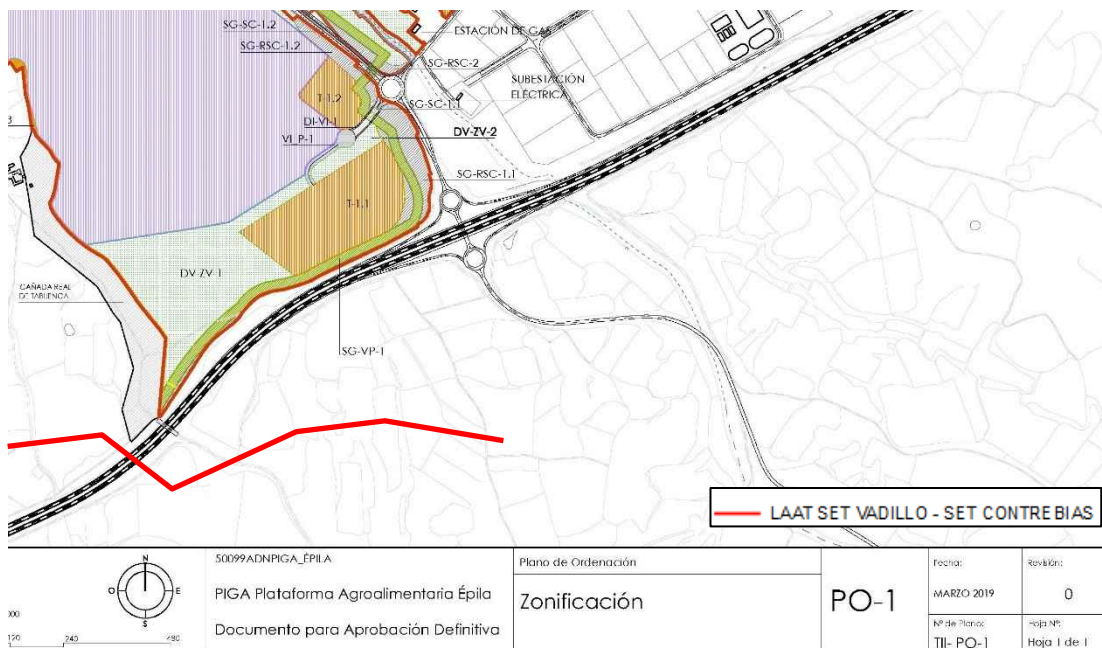 SG-SC-1.2
ESTACIÓN DE GAS
SG-RSC-1.2
SG-RSC-2
SUBESTACIÓN
ELÉCTRICA
T-1.2
SG-SC-1.1
DI-VI-1
DV-ZV-2
VI_P-1
SG-RSC-1.1
T-1.1
DV-ZV-1
CAÑADA REAL
DE TABLENCA
SG-VP-1
LAAT SET VADILLO - SET CONTREBIAS
N
O
E
S
50099ADNPIGA_ÉPILA
PIGA Plataforma Agroalimentaria Épila
Documento para Aprobación Definitiva
120 240 480
Plano de Ordenación
Zonificación
PO-1
Fecha:
MARZO 2019
Revisión:
0
Nº de Plano:
TII- PO-1
Hoja Nº:
Hoja 1 de 1